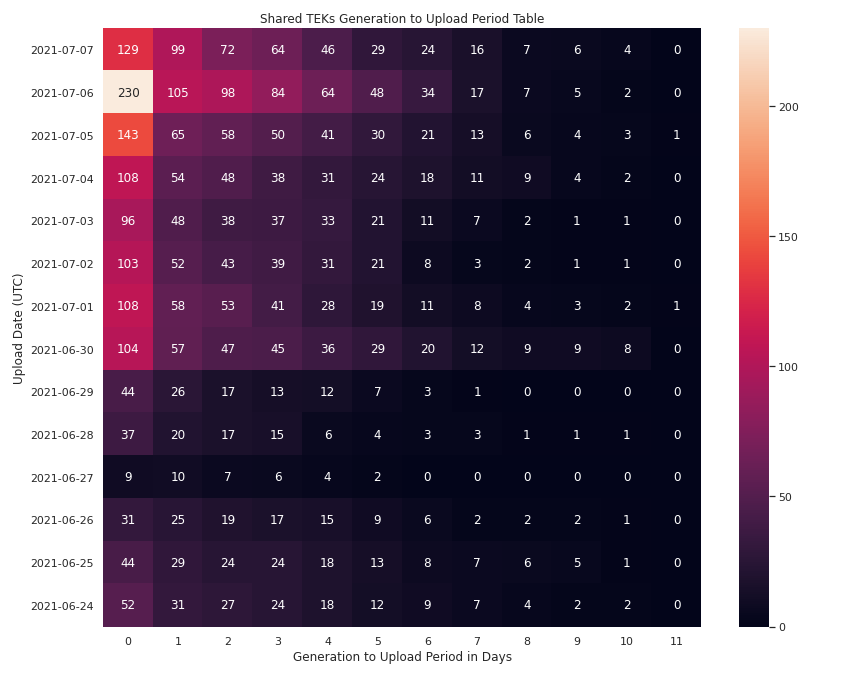 Shared TEKs Generation to Upload Period Table
Upload Date (UTC)
2021-07-07 129 99 72 64 46 29 24 16 7 6 4 0
2021-07-06 230 105 98 84 64 48 34 17 7 5 2 0
2021-07-05 143 65 58 50 41 30 21 13 6 4 3 1
2021-07-04 108 54 48 38 31 24 18 11 9 4 2 0
2021-07-03 96 48 38 37 33 21 11 7 2 1 1 0
2021-07-02 103 52 43 39 31 21 8 3 2 1 1 0
2021-07-01 108 58 53 41 28 19 11 8 4 3 2 1
2021-06-30 104 57 47 45 36 29 20 12 9 9 8 0
2021-06-29 44 26 17 13 12 7 3 1 0 0 0 0
2021-06-28 37 20 17 15 6 4 3 3 1 1 1 0
2021-06-27 9 10 7 6 4 2 0 0 0 0 0 0
2021-06-26 31 25 19 17 15 9 6 2 2 2 1 0
2021-06-25 44 29 24 24 18 13 8 7 6 5 1 0
2021-06-24 52 31 27 24 18 12 9 7 4 2 2 0
0 1 2 3 4 5 6 7 8 9 10 11
Generation to Upload Period in Days
200
150
100
50
0